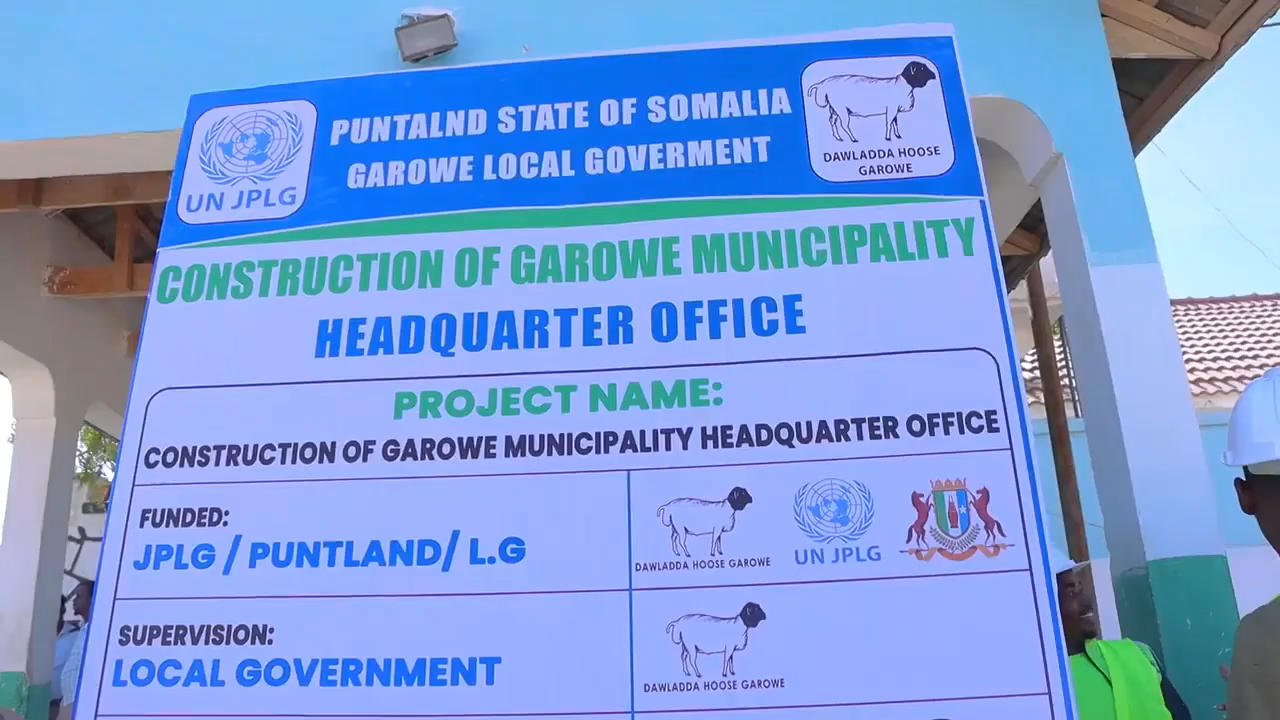 UN JPLG
PUNTALND STATE OF SOMALIA
GAROWE LOCAL GOVERMENT
DAWLADDA HOOSE
GAROWE
CONSTRUCTION OF GAROWE MUNICIPALITY
HEADQUARTER OFFICE
PROJECT NAME:
CONSTRUCTION OF GAROWE MUNICIPALITY HEADQUARTER OFFICE
FUNDED:
JPLG / PUNTLAND/ L.G
DAWLADDA HOOSE GAROWE
UN JPLG
SUPERVISION:
LOCAL GOVERNMENT
DAWLADDA HOOSE GAROWE